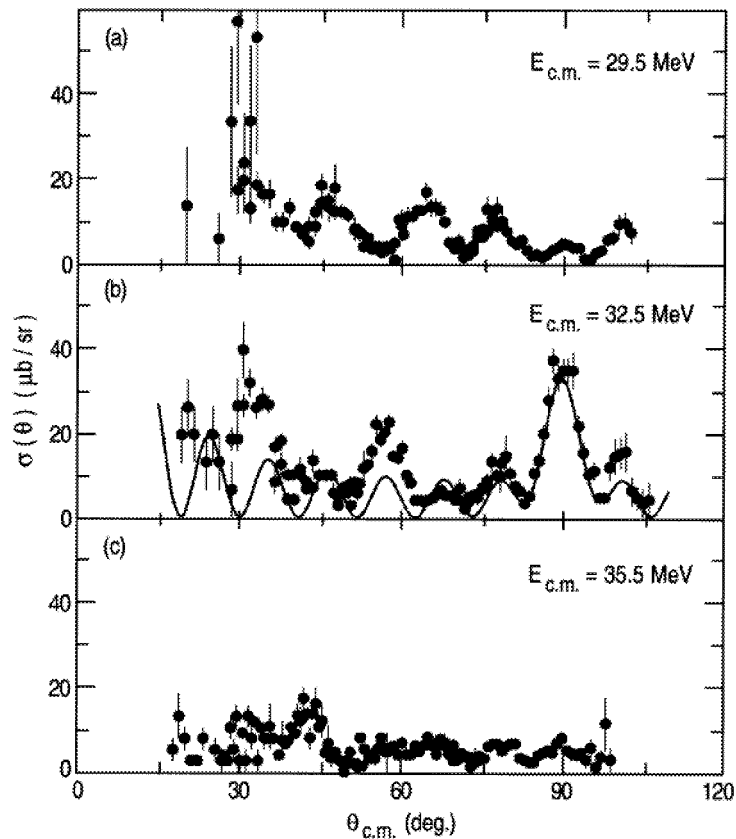 (a)
E c.m. = 29.5 MeV
40
20
0
(b)
E c.m. = 32.5 MeV
40
20
0
σ(θ) (μb / sr)
(c)
E c.m. = 35.5 MeV
40
20
0
0 30 60 90 120
θ c.m. (deg.)